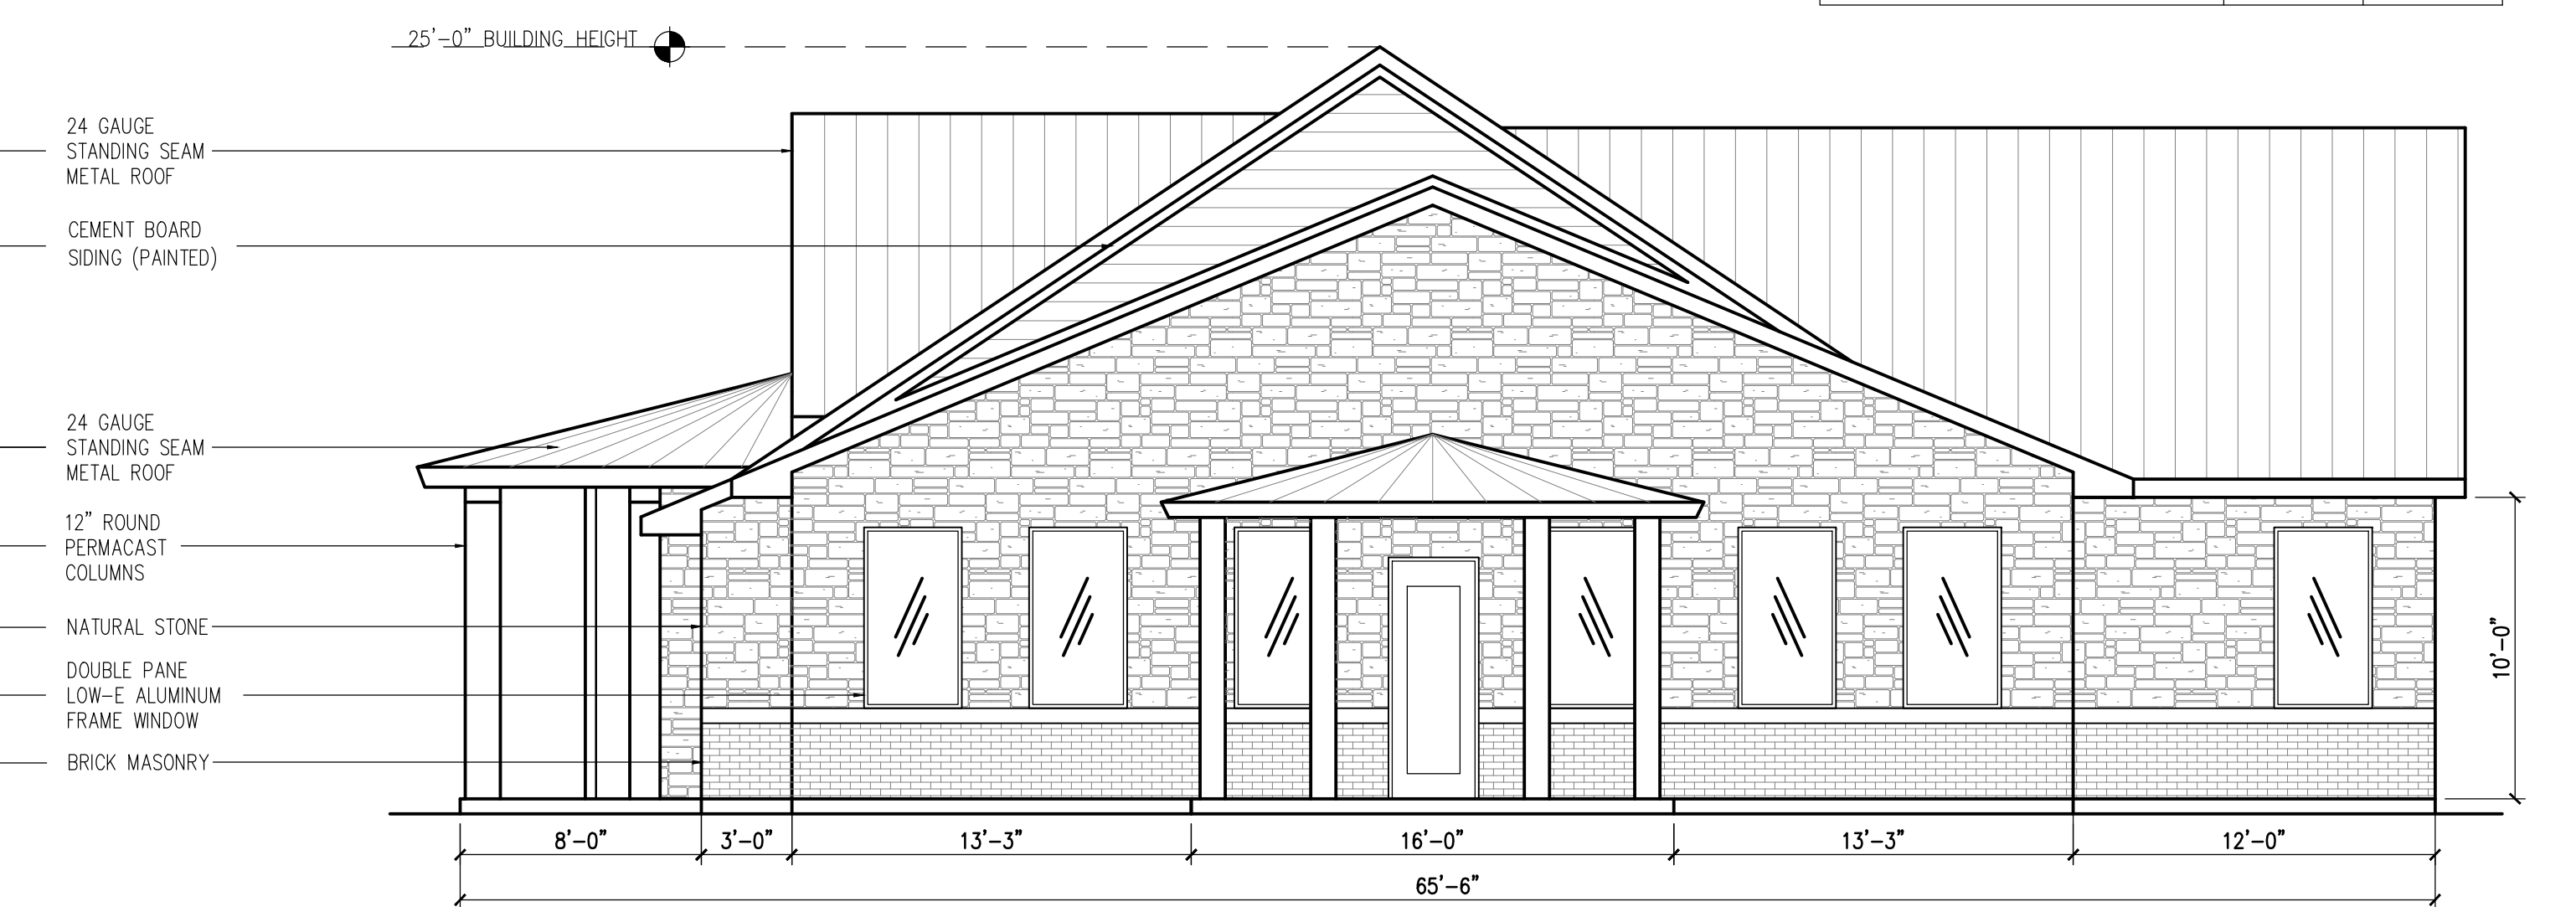 25'-0" BUILDING HEIGHT
24 GAUGE
STANDING SEAM
METAL ROOF
CEMENT BOARD
SIDING (PAINTED)
24 GAUGE
STANDING SEAM
METAL ROOF
12" ROUND
PERMACAST
COLUMNS
NATURAL STONE
DOUBLE PANE
LOW-E ALUMINUM
FRAME WINDOW
BRICK MASONRY
10'-0"
8'-0" 3'-0" 13'-3" 16'-0" 13'-3" 12'-0"
65'-6"